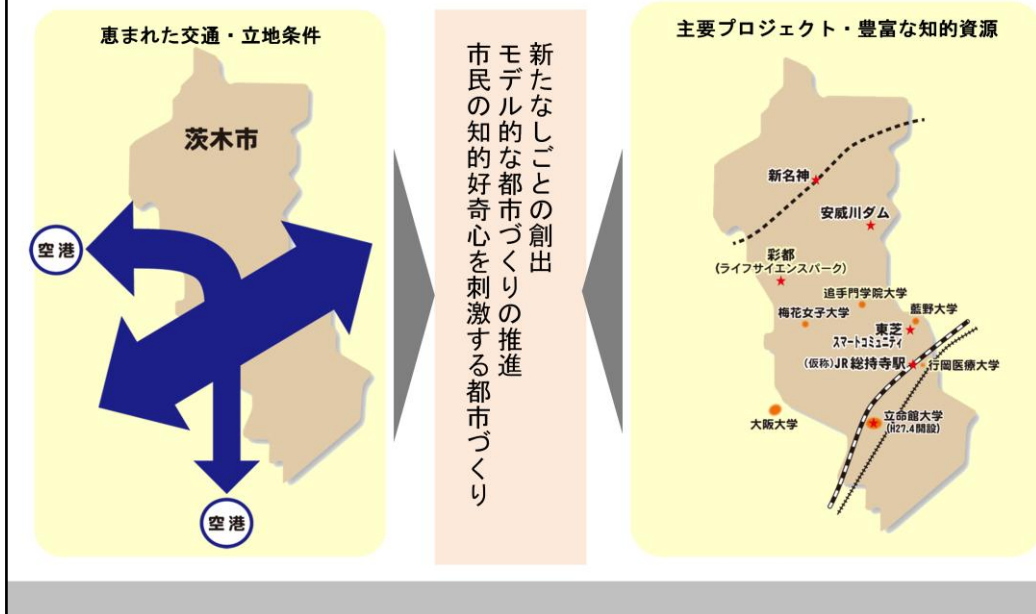 恵まれた交通・立地条件
茨木市
空港
空港
新たなしごとの創出
モデル的な都市づくりの推進
市民の知的好奇心を刺激する都市づくり
主要プロジェクト・豊富な知的資源
新名神
安威川ダム
彩都
(ライフサイエンスパーク)
追手門学院大学
梅花女子大学
藍野大学
東芝
スマートコミュニティ
(仮称)JR総持寺駅
行岡医療大学
大阪大学
立命館大学
(H27.4開設)